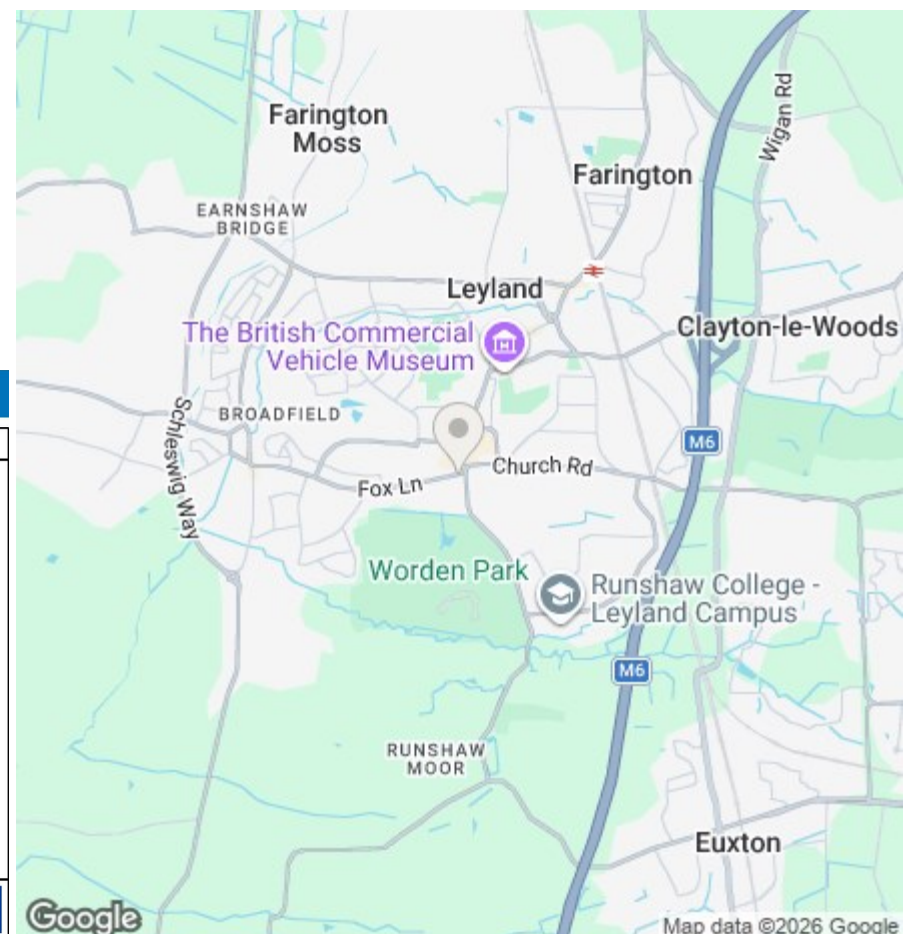 Farington
Moss
Wigan Rd
Farington
EARNSHAW
BRIDGE
Leyland
The British Commercial
Vehicle Museum
Clayton-le-Woods
BROADFIELD
Schleswig Way
M6
Church Rd
Fox Ln
Worden Park
Runshaw College -
Leyland Campus
M6
RUNSHAW
MOOR
Euxton
Google
Map data ©2026 Google